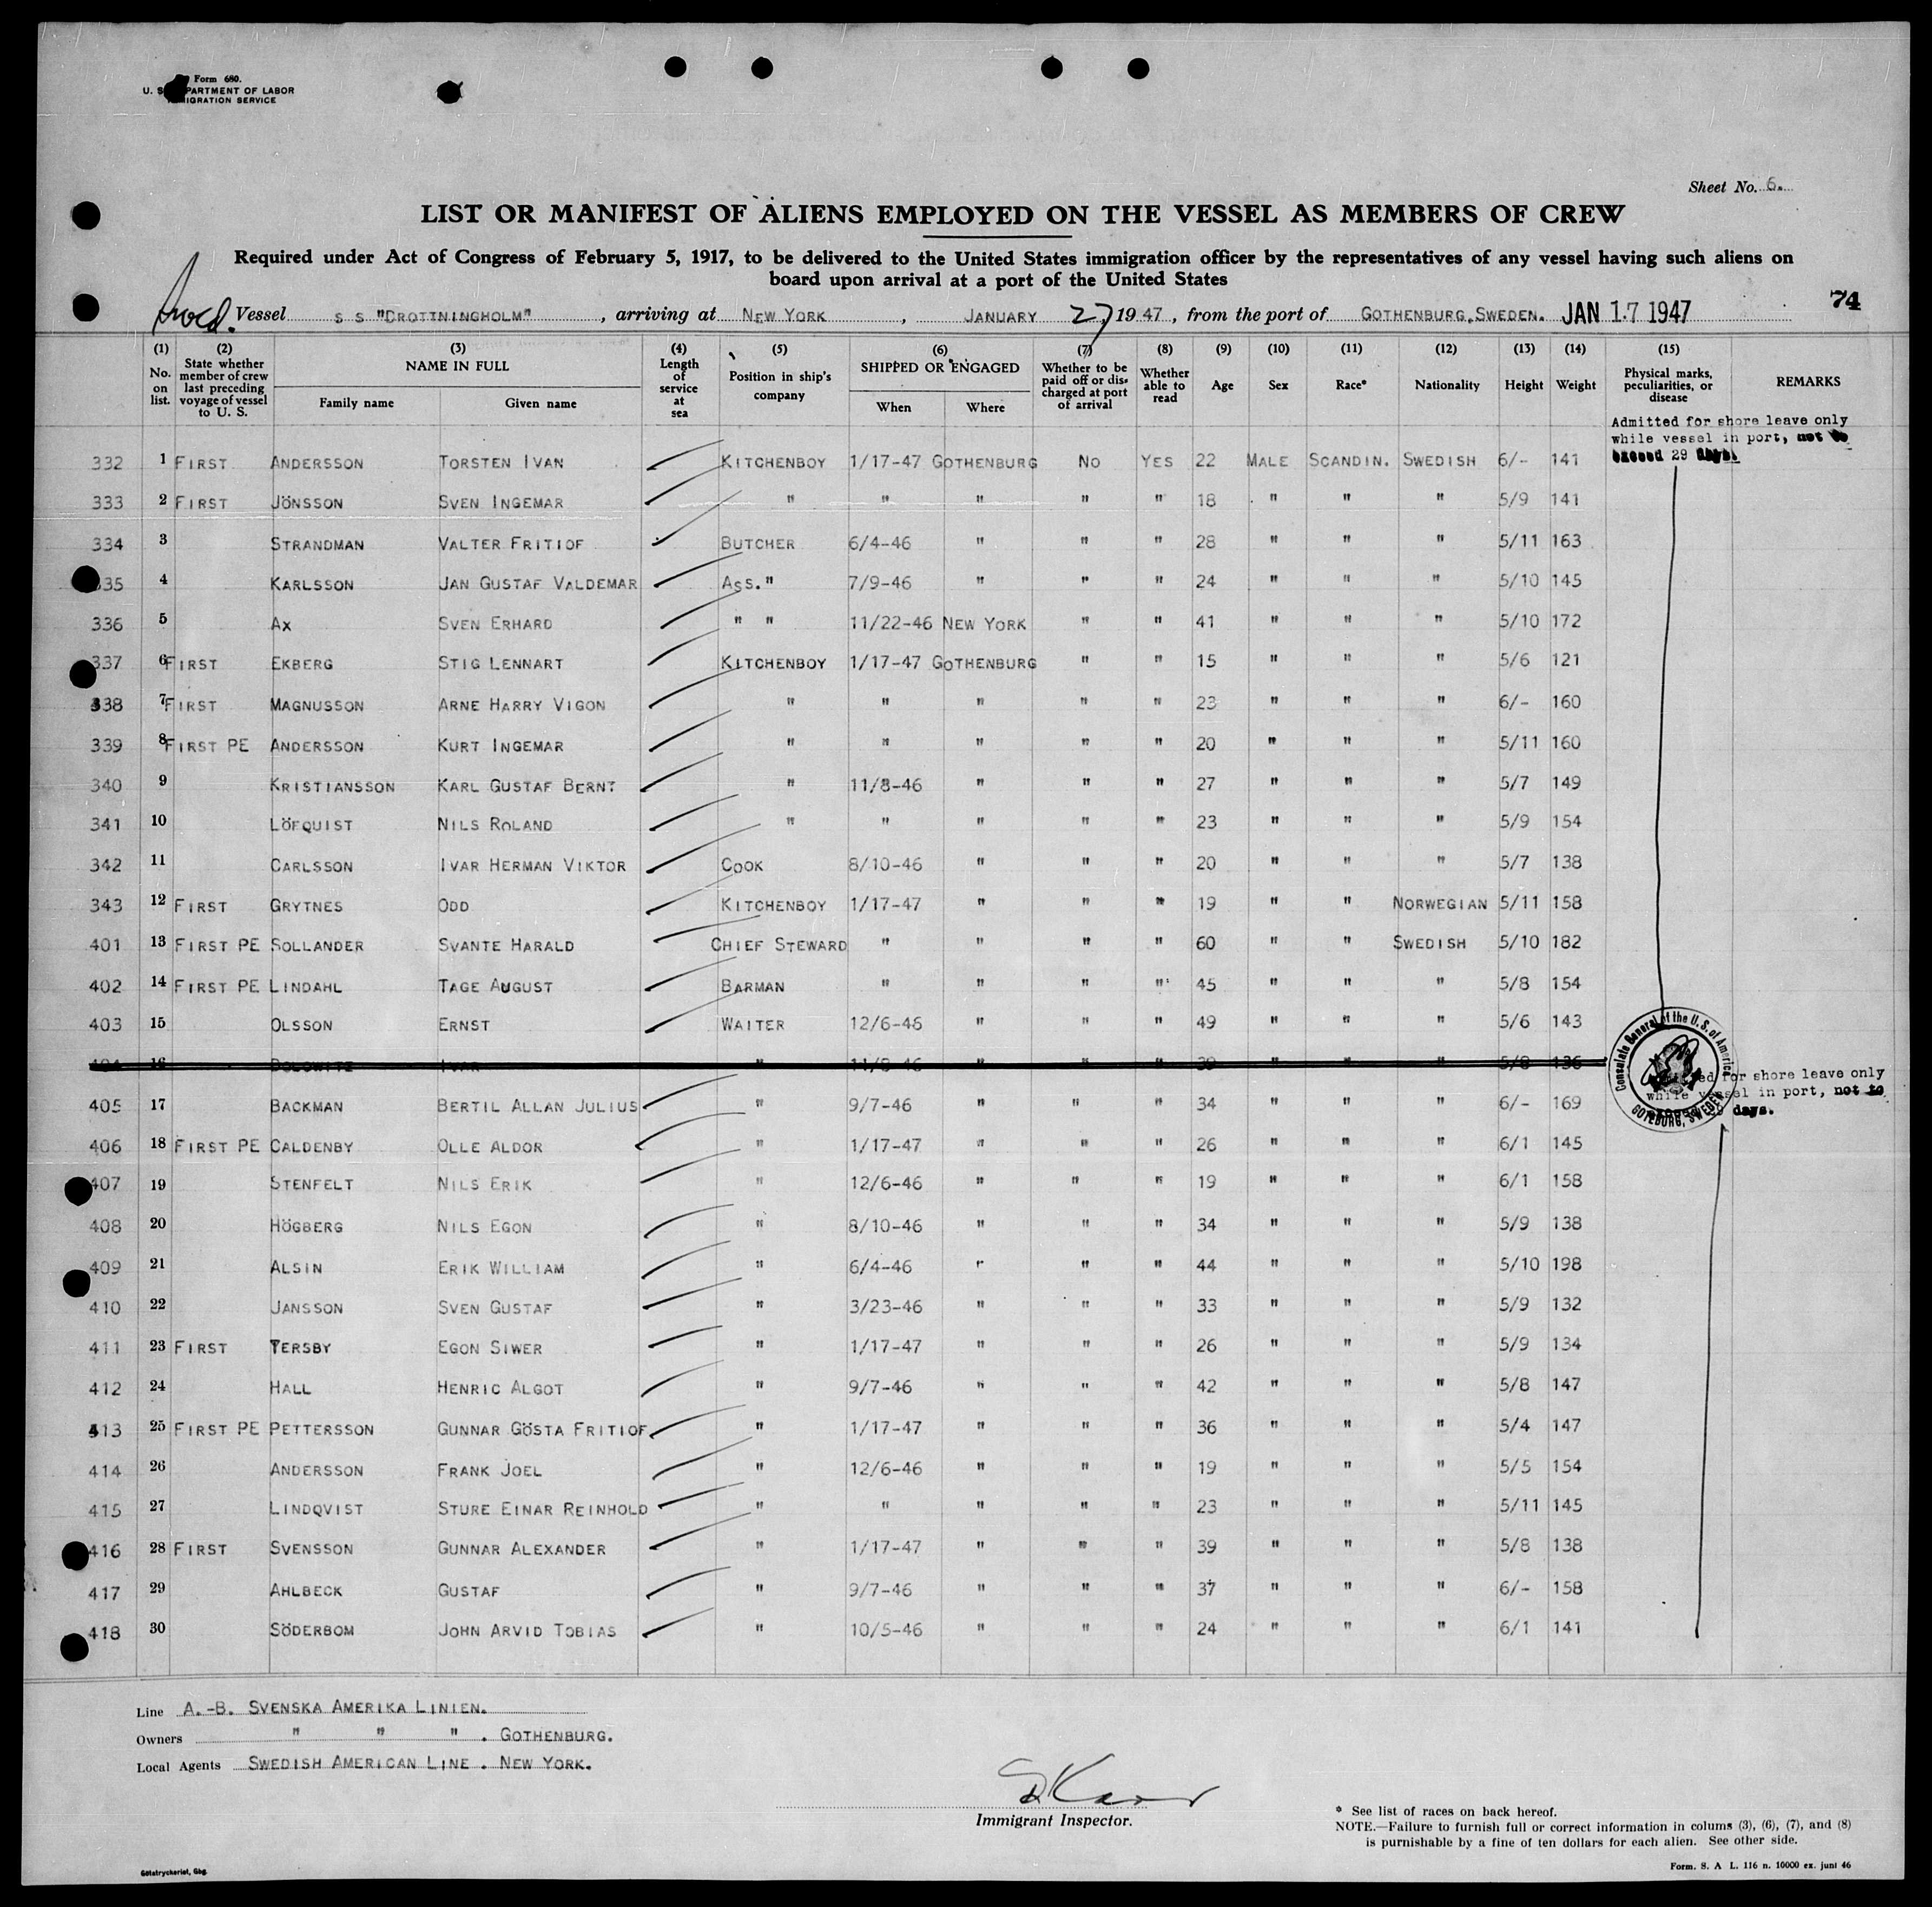 Form 680.
U. S. DEPARTMENT OF LABOR
IMMIGRATION SERVICE
Sheet No. 6.
LIST OR MANIFEST OF ALIENS EMPLOYED ON THE VESSEL AS MEMBERS OF CREW
Required under Act of Congress of February 5, 1917, to be delivered to the United States immigration officer by the representatives of any vessel having such aliens on
board upon arrival at a port of the United States
74
Vessel S S "DROTTNINGHOLM" , arriving at NEW YORK , JANUARY 27, 1947, from the port of GOTHENBURG, SWEDEN. JAN 17 1947
(1) No. on list. (2) State whether member of crew last preceding voyage of vessel to U. S. (3) NAME IN FULL Family name Given name (4) Length of service at sea (5) Position in ship's company (6) SHIPPED OR ENGAGED When Where (7) Whether to be paid off or discharged at port of arrival (8) Whether able to read (9) Age (10) Sex (11) Race* (12) Nationality (13) Height (14) Weight (15) Physical marks, peculiarities, or disease REMARKS
Admitted for shore leave only
while vessel in port, not to
exceed 29 days.
332 1 FIRST ANDERSSON TORSTEN IVAN KITCHENBOY 1/17-47 GOTHENBURG NO YES 22 MALE SCANDIN. SWEDISH 6/- 141
333 2 FIRST JÖNSSON SVEN INGEMAR " " " " " 18 " " " 5/9 141
334 3 STRANDMAN VALTER FRITIOF BUTCHER 6/4-46 " " " 28 " " " 5/11 163
335 4 KARLSSON JAN GUSTAF VALDEMAR ASS. " 7/9-46 " " " 24 " " " 5/10 145
336 5 AX SVEN ERHARD " " 11/22-46 NEW YORK " " 41 " " " 5/10 172
337 6 FIRST EKBERG STIG LENNART KITCHENBOY 1/17-47 GOTHENBURG " " 15 " " " 5/6 121
338 7 FIRST MAGNUSSON ARNE HARRY VIGON " " " " " 23 " " " 6/- 160
339 8 FIRST PE ANDERSSON KURT INGEMAR " " " " " 20 " " " 5/11 160
340 9 KRISTIANSSON KARL GUSTAF BERNT " 11/8-46 " " " 27 " " " 5/7 149
341 10 LÖFQUIST NILS ROLAND " " " " " 23 " " " 5/9 154
342 11 CARLSSON IVAR HERMAN VIKTOR COOK 8/10-46 " " " 20 " " " 5/7 138
343 12 FIRST GRYTNES ODD KITCHENBOY 1/17-47 " " " 19 " " NORWEGIAN 5/11 158
401 13 FIRST PE SOLLANDER SVANTE HARALD CHIEF STEWARD " " " " 60 " " SWEDISH 5/10 182
402 14 FIRST PE LINDAHL TAGE AUGUST BARMAN " " " " 45 " " " 5/8 154
403 15 OLSSON ERNST WAITER 12/6-46 " " " 49 " " " 5/6 143
404 16 DOLOWITZ IVAR " 11/8-46 " " " 39 " " " 5/8 136
Consulate General of the U.S. of America
GOTEBORG, SWEDEN
Admitted for shore leave only
while vessel in port, not to
days.
405 17 BACKMAN BERTIL ALLAN JULIUS " 9/7-46 " " " 34 " " " 6/- 169
406 18 FIRST PE CALDENBY OLLE ALDOR " 1/17-47 " " " 26 " " " 6/1 145
407 19 STENFELT NILS ERIK " 12/6-46 " " " 19 " " " 6/1 158
408 20 HÖGBERG NILS EGON " 8/10-46 " " " 34 " " " 5/9 138
409 21 ALSIN ERIK WILLIAM " 6/4-46 " " " 44 " " " 5/10 198
410 22 JANSSON SVEN GUSTAF " 3/23-46 " " " 33 " " " 5/9 132
411 23 FIRST TERSBY EGON SIWER " 1/17-47 " " " 26 " " " 5/9 134
412 24 HALL HENRIC ALGOT " 9/7-46 " " " 42 " " " 5/8 147
413 25 FIRST PE PETTERSSON GUNNAR GÖSTA FRITIOF " 1/17-47 " " " 36 " " " 5/4 147
414 26 ANDERSSON FRANK JOEL " 12/6-46 " " " 19 " " " 5/5 154
415 27 LINDQVIST STURE EINAR REINHOLD " " " " " 23 " " " 5/11 145
416 28 FIRST SVENSSON GUNNAR ALEXANDER " 1/17-47 " " " 39 " " " 5/8 138
417 29 AHLBECK GUSTAF " 9/7-46 " " " 37 " " " 6/- 158
418 30 SÖDERBOM JOHN ARVID TOBIAS " 10/5-46 " " " 24 " " " 6/1 141
Line A.-B. SVENSKA AMERIKA LINIEN.
Owners " " " . GOTHENBURG.
Local Agents SWEDISH AMERICAN LINE . NEW YORK.
Immigrant Inspector.
* See list of races on back hereof.
NOTE.—Failure to furnish full or correct information in colums (3), (6), (7), and (8)
is purnishable by a fine of ten dollars for each alien. See other side.
Götatryckeriet, Gbg.
Form. S. A L. 116 n. 10000 ex. juni 46